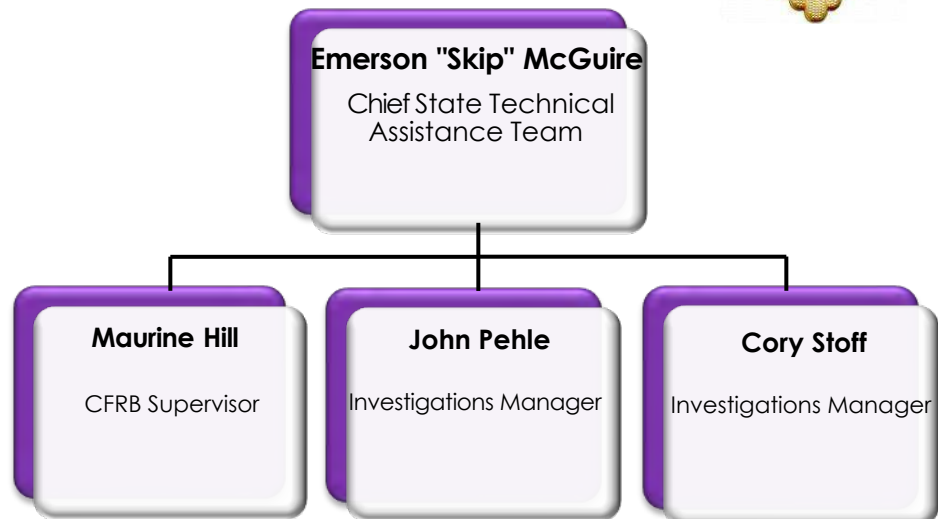 Emerson "Skip" McGuire
Chief State Technical
Assistance Team
Maurine Hill
CFRB Supervisor
John Pehle
Investigations Manager
Cory Stoff
Investigations Manager